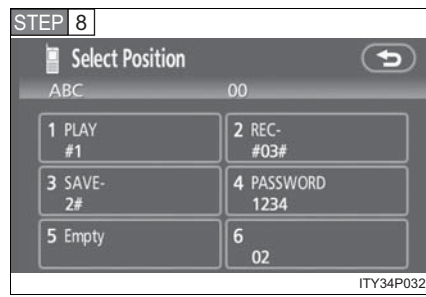 STEP 8
Select Position
ABC 00
1 PLAY
#1
2 REC-
#03#
3 SAVE-
2#
4 PASSWORD
1234
5 Empty
6
02
ITY34P032